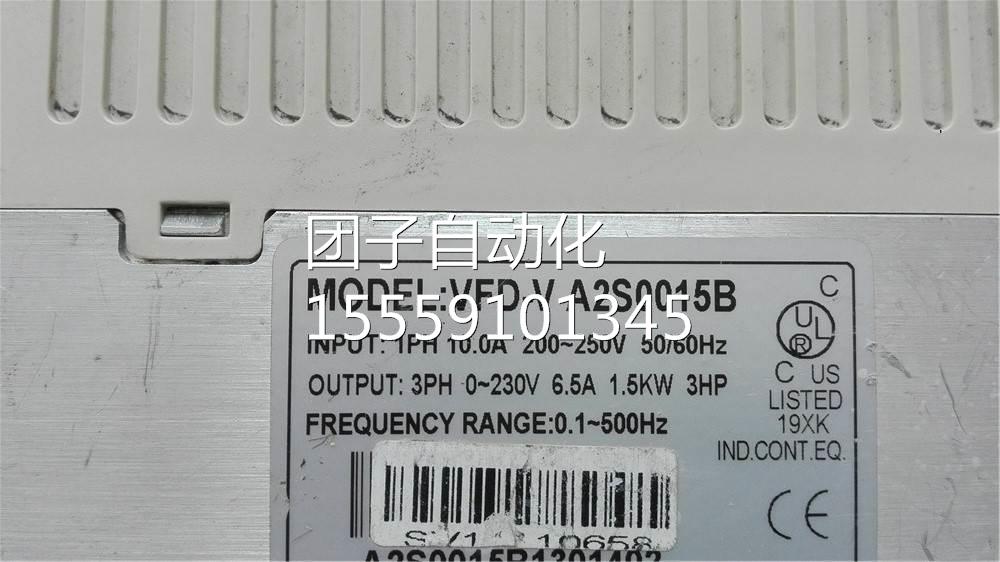 团子自动化
MODEL:VFD-V A2S0015B
15559101345
INPUT: 1PH 10.0A 200~250V 50/60Hz
OUTPUT: 3PH 0~230V 6.5A 1.5KW 3HP
FREQUENCY RANGE:0.1~500Hz
C UL R
C US
LISTED
19XK
IND.CONT.EQ.
CE
10658
A2S0015B1301403